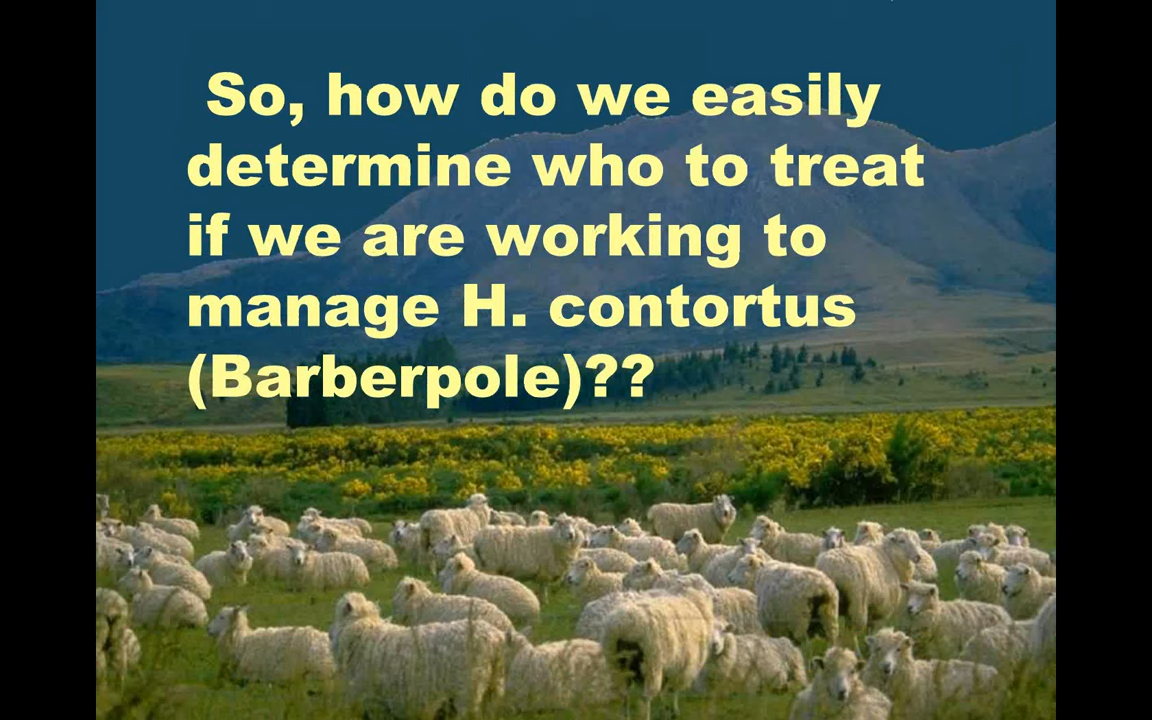 So, how do we easily
determine who to treat
if we are working to
manage H. contortus
(Barberpole)??